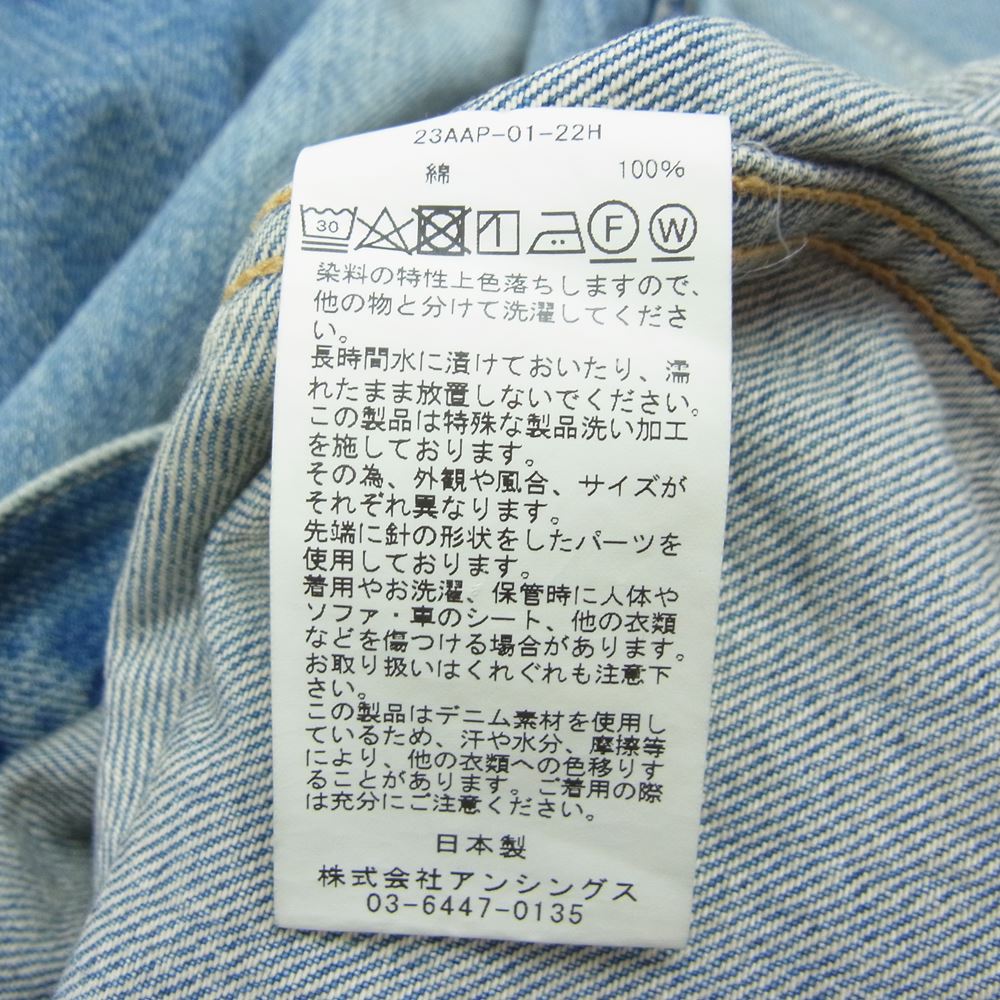 23AAP-01-22H
綿 100%
30 F W
染料の特性上色落ちしますので、
他の物と分けて洗濯してくださ
い。
長時間水に漬けておいたり、濡
れたまま放置しないでください。
この製品は特殊な製品洗い加工
を施しております。
その為、外観や風合、サイズが
それぞれ異なります。
先端に針の形状をしたパーツを
使用しております。
着用やお洗濯、保管時に人体や
ソファ・車のシート、他の衣類
などを傷つける場合があります。
お取り扱いはくれぐれも注意下
さい。
この製品はデニム素材を使用し
ているため、汗や水分、摩擦等
により、他の衣類への色移りす
ることがあります。ご着用の際
は充分にご注意ください。
日本製
株式会社アンシングス
03-6447-0135